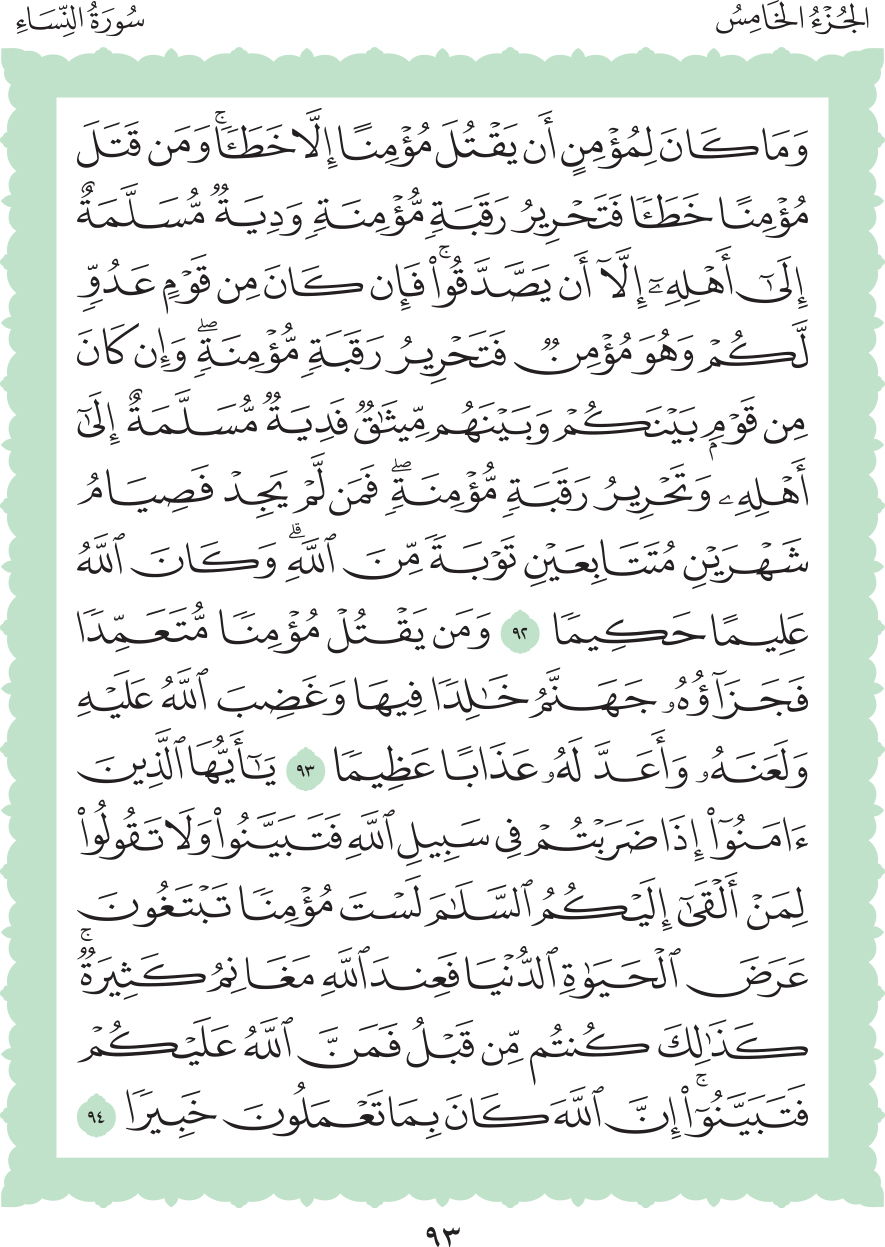 الجُزْءُ الخَامِسُ
سُورَةُ النِّسَاءِ
وَمَا كَانَ لِمُؤْمِنٍ أَن يَقْتُلَ مُؤْمِنًا إِلَّا خَطَـًٔاۚ وَمَن قَتَلَ
مُؤْمِنًا خَطَـًٔا فَتَحْرِيرُ رَقَبَةٍ مُّؤْمِنَةٍ وَدِيَةٌ مُّسَلَّمَةٌ
إِلَىٰٓ أَهْلِهِۦٓ إِلَّآ أَن يَصَّدَّقُوا۟ۚ فَإِن كَانَ مِن قَوْمٍ عَدُوٍّ
لَّكُمْ وَهُوَ مُؤْمِنٌ فَتَحْرِيرُ رَقَبَةٍ مُّؤْمِنَةٍۖ وَإِن كَانَ
مِن قَوْمٍۭ بَيْنَكُمْ وَبَيْنَهُم مِّيثَٰقٌ فَدِيَةٌ مُّسَلَّمَةٌ إِلَىٰٓ
أَهْلِهِۦ وَتَحْرِيرُ رَقَبَةٍ مُّؤْمِنَةٍۖ فَمَن لَّمْ يَجِدْ فَصِيَامُ
شَهْرَيْنِ مُتَتَابِعَيْنِ تَوْبَةً مِّنَ ٱللَّهِۗ وَكَانَ ٱللَّهُ
عَلِيمًا حَكِيمًا ٩٢ وَمَن يَقْتُلْ مُؤْمِنًا مُّتَعَمِّدًا
فَجَزَآؤُهُۥ جَهَنَّمُ خَٰلِدًا فِيهَا وَغَضِبَ ٱللَّهُ عَلَيْهِ
وَلَعَنَهُۥ وَأَعَدَّ لَهُۥ عَذَابًا عَظِيمًا ٩٣ يَٰٓأَيُّهَا ٱلَّذِينَ
ءَامَنُوٓا۟ إِذَا ضَرَبْتُمْ فِى سَبِيلِ ٱللَّهِ فَتَبَيَّنُوا۟ وَلَا تَقُولُوا۟
لِمَنْ أَلْقَىٰٓ إِلَيْكُمُ ٱلسَّلَٰمَ لَسْتَ مُؤْمِنًا تَبْتَغُونَ
عَرَضَ ٱلْحَيَوٰةِ ٱلدُّنْيَا فَعِندَ ٱللَّهِ مَغَانِمُ كَثِيرَةٌۚ
كَذَٰلِكَ كُنتُم مِّن قَبْلُ فَمَنَّ ٱللَّهُ عَلَيْكُمْ
فَتَبَيَّنُوٓا۟ۚ إِنَّ ٱللَّهَ كَانَ بِمَا تَعْمَلُونَ خَبِيرًا ٩٤
٩٣